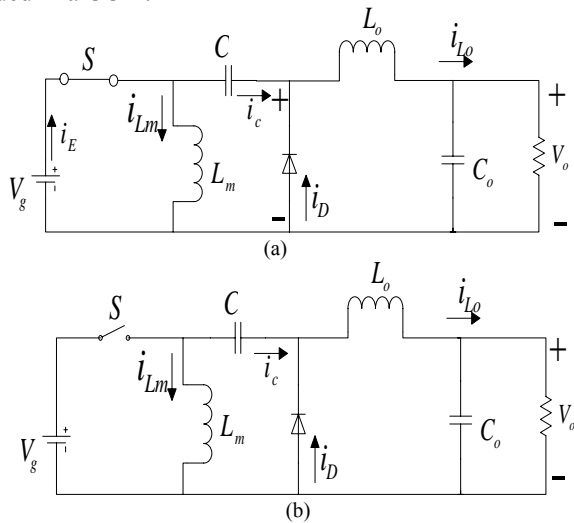 S
C
L_o
i_Lo
+
i_Lm
i_c
+
i_E
V_g
+
-
L_m
i_D
C_o
V_o
-
-
(a)
S
C
L_o
i_Lo
+
i_Lm
i_c
V_g
+
-
L_m
i_D
C_o
V_o
-
(b)